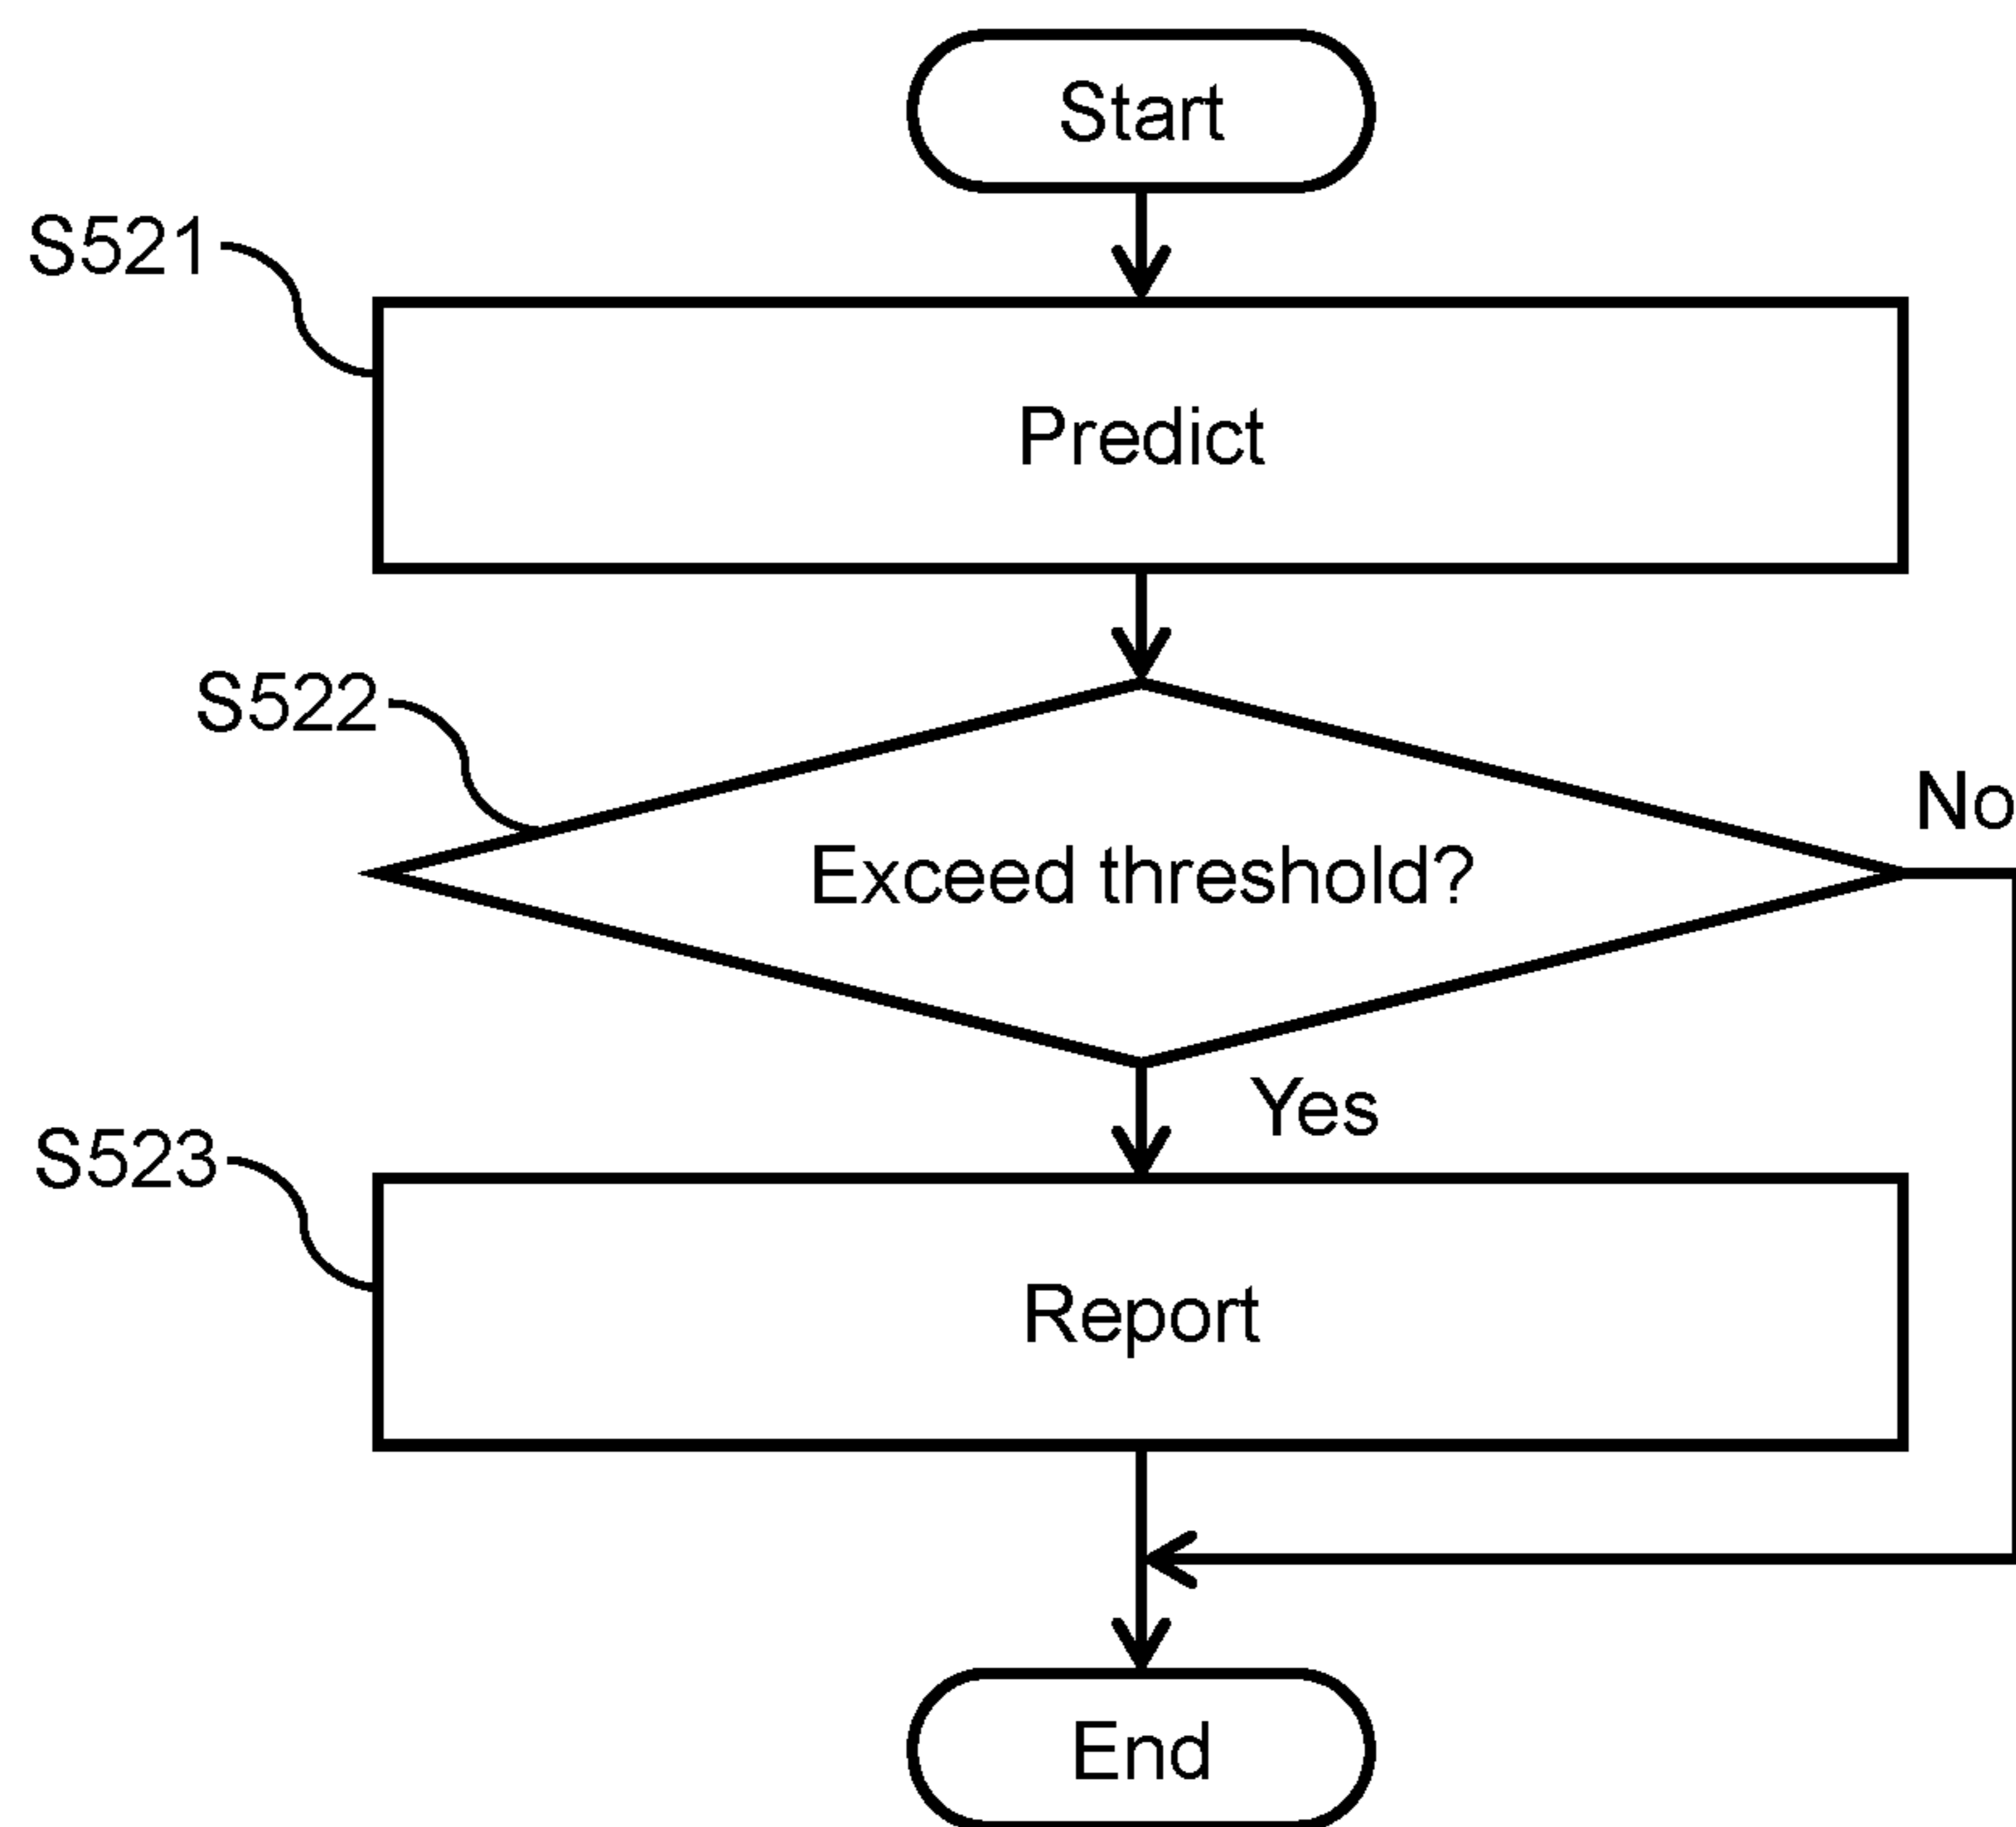 Start
S521
Predict
S522
No
Exceed threshold?
Yes
S523
Report
End